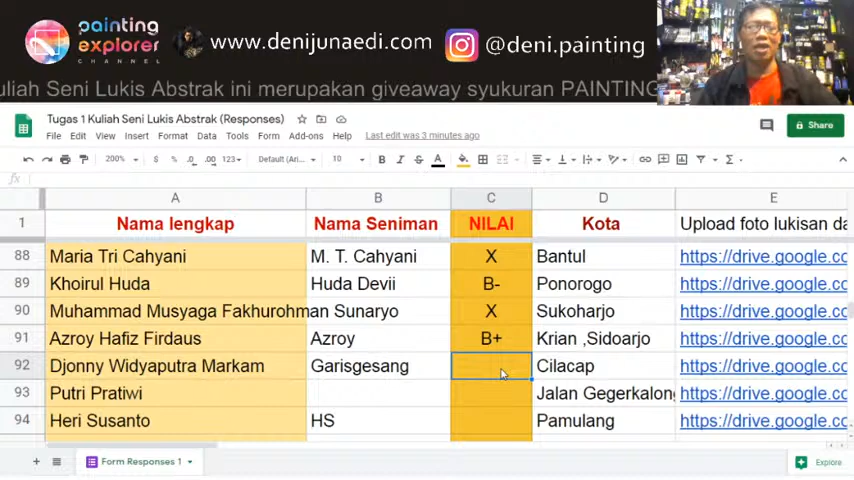 painting
explorer
CHANNEL
www.denijunaedi.com
@deni.painting
uliah Seni Lukis Abstrak ini merupakan giveaway syukuran PAINTING
Tugas 1 Kuliah Seni Lukis Abstrak (Responses)
File Edit View Insert Format Data Tools Form Add-ons Help Last edit was 3 minutes ago
Share
200% $ % .0 .00 123 Default (Ari... 10 B I S A
fx
A B C D E
1 Nama lengkap Nama Seniman NILAI Kota Upload foto lukisan da
88 Maria Tri Cahyani M. T. Cahyani X Bantul https://drive.google.co
89 Khoirul Huda Huda Devii B- Ponorogo https://drive.google.co
90 Muhammad Musyaga Fakhurohman Sunaryo X Sukoharjo https://drive.google.co
91 Azroy Hafiz Firdaus Azroy B+ Krian ,Sidoarjo https://drive.google.co
92 Djonny Widyaputra Markam Garisgesang Cilacap https://drive.google.co
93 Putri Pratiwi Jalan Gegerkalong https://drive.google.co
94 Heri Susanto HS Pamulang https://drive.google.co
Form Responses 1
Explore